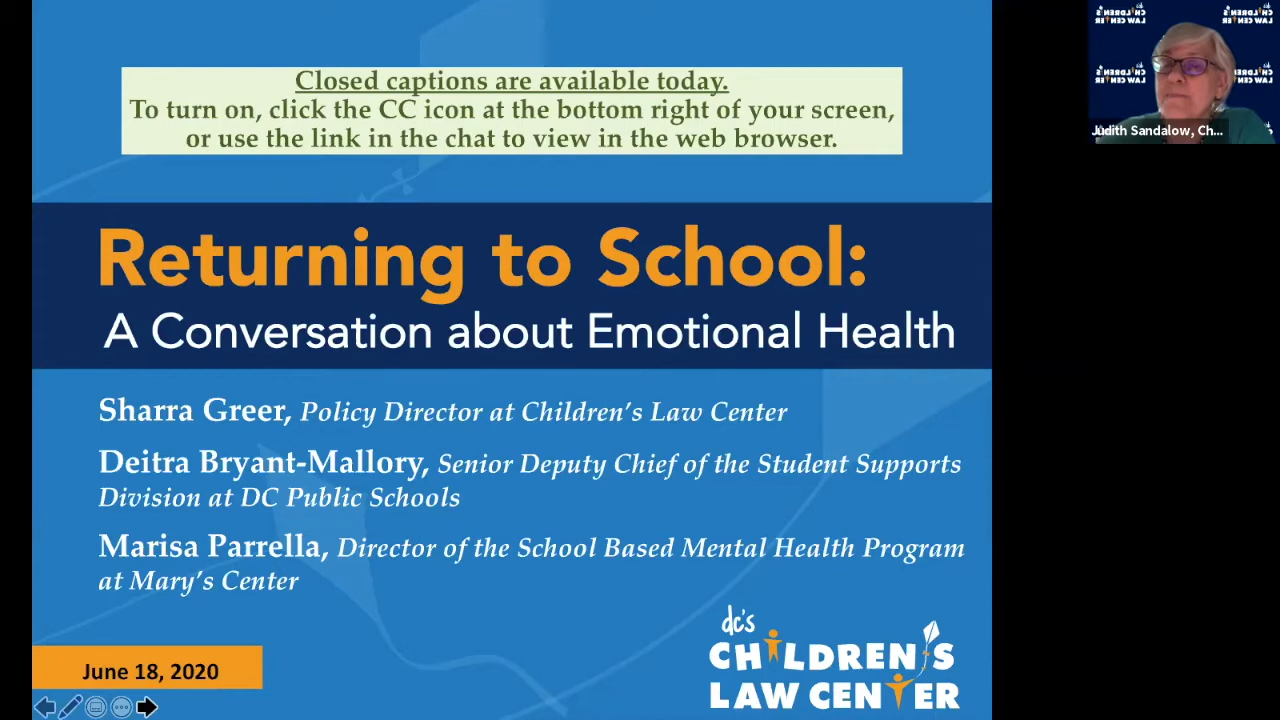 Closed captions are available today.
To turn on, click the CC icon at the bottom right of your screen,
or use the link in the chat to view in the web browser.
Returning to School:
A Conversation about Emotional Health
Sharra Greer, Policy Director at Children's Law Center
Deitra Bryant-Mallory, Senior Deputy Chief of the Student Supports
Division at DC Public Schools
Marisa Parrella, Director of the School Based Mental Health Program
at Mary's Center
June 18, 2020
dc's
CHILDREN'S
LAW CENTER
Judith Sandalow, Ch...